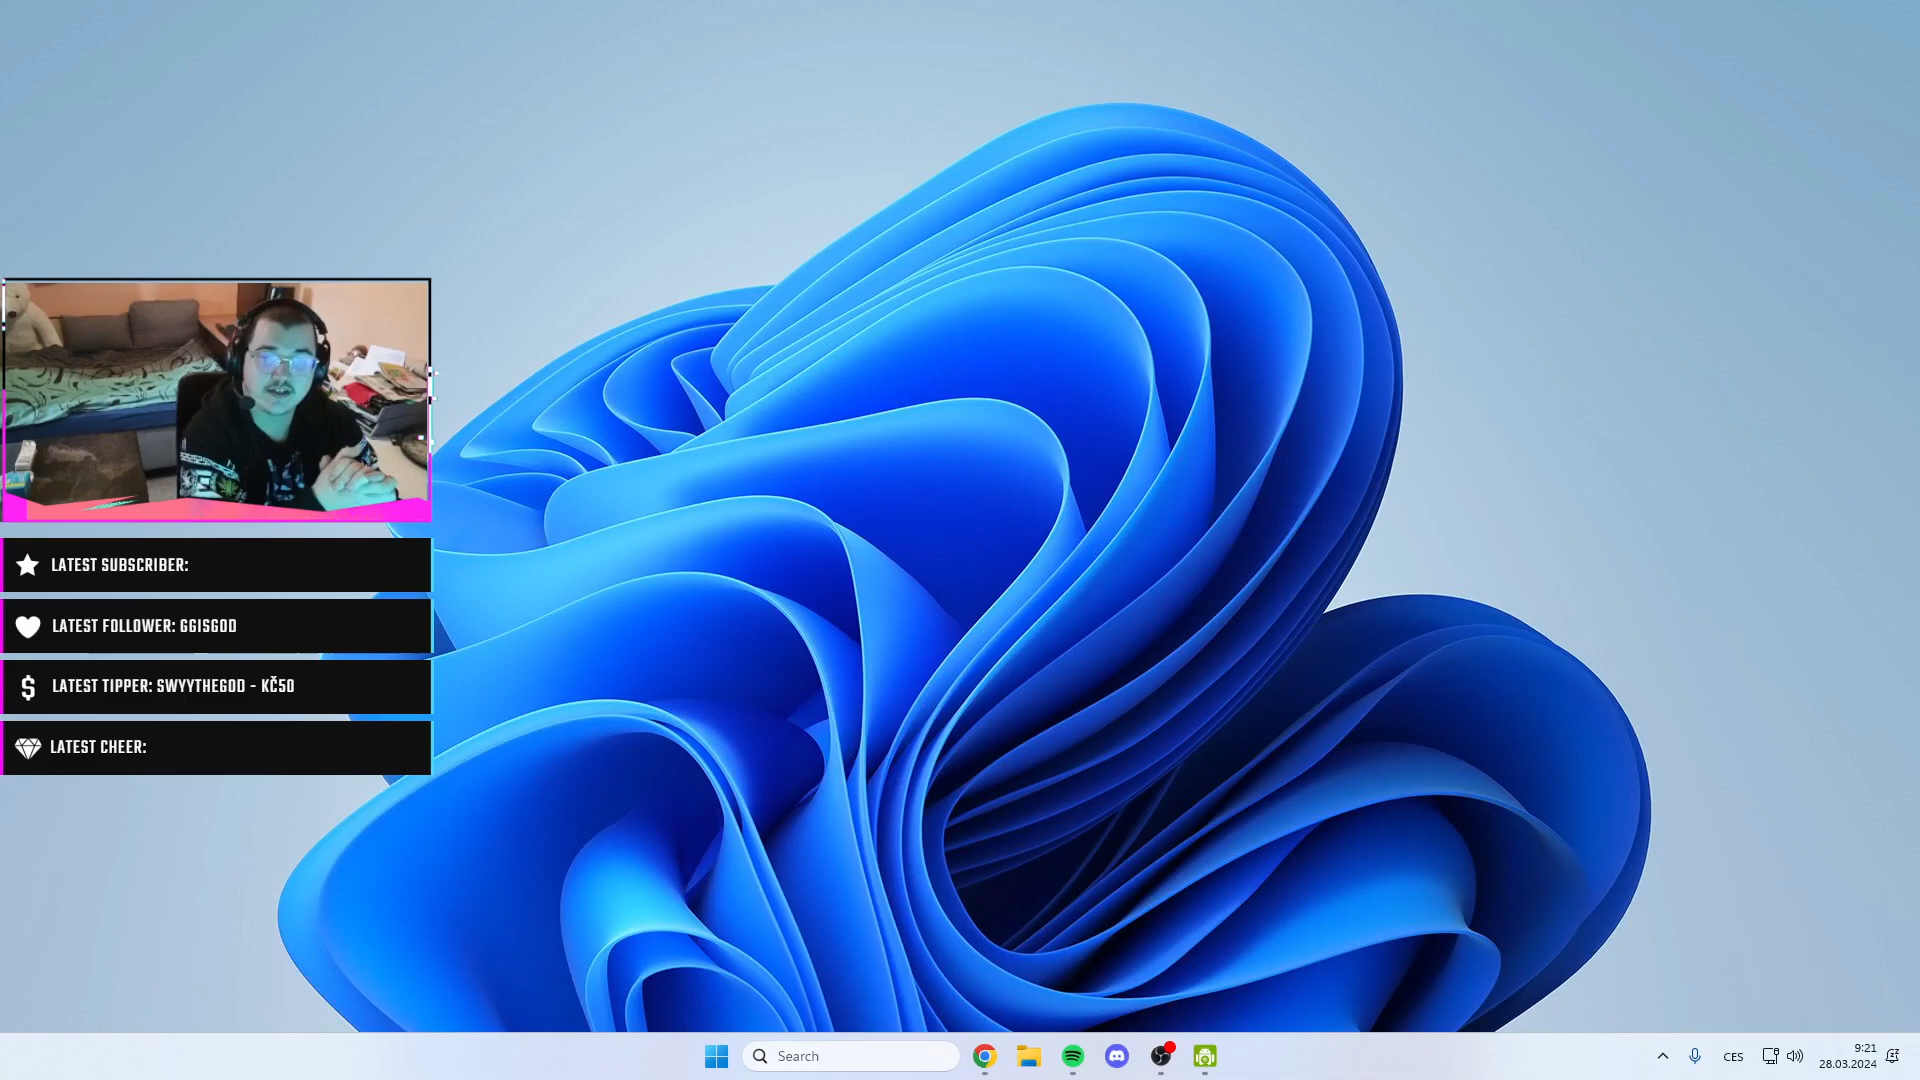 LATEST SUBSCRIBER:
LATEST FOLLOWER: GGISGOD
LATEST TIPPER: SWYYTHEGOD - KČ50
LATEST CHEER:
Search
CES
9:21
28.03.2024